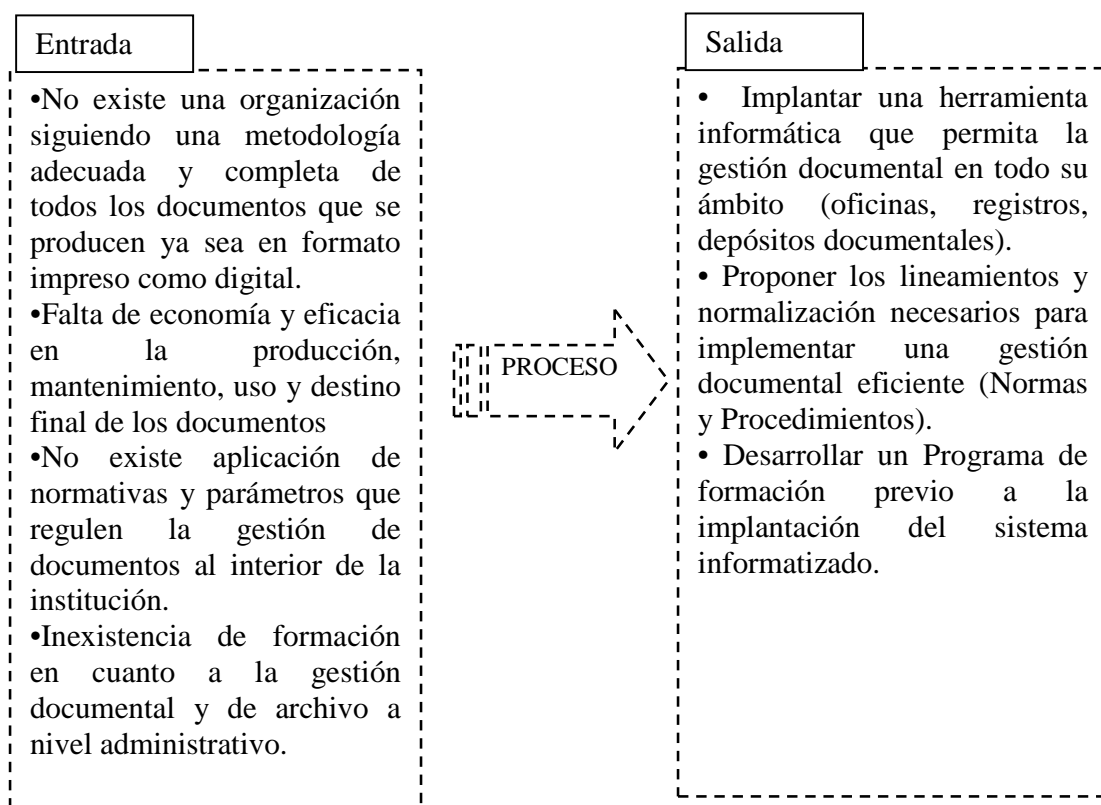 Entrada
•No existe una organización
siguiendo una metodología
adecuada y completa de
todos los documentos que se
producen ya sea en formato
impreso como digital.
•Falta de economía y eficacia
en la producción,
mantenimiento, uso y destino
final de los documentos
•No existe aplicación de
normativas y parámetros que
regulen la gestión de
documentos al interior de la
institución.
•Inexistencia de formación
en cuanto a la gestión
documental y de archivo a
nivel administrativo.
PROCESO
Salida
• Implantar una herramienta
informática que permita la
gestión documental en todo su
ámbito (oficinas, registros,
depósitos documentales).
• Proponer los lineamientos y
normalización necesarios para
implementar una gestión
documental eficiente (Normas
y Procedimientos).
• Desarrollar un Programa de
formación previo a la
implantación del sistema
informatizado.